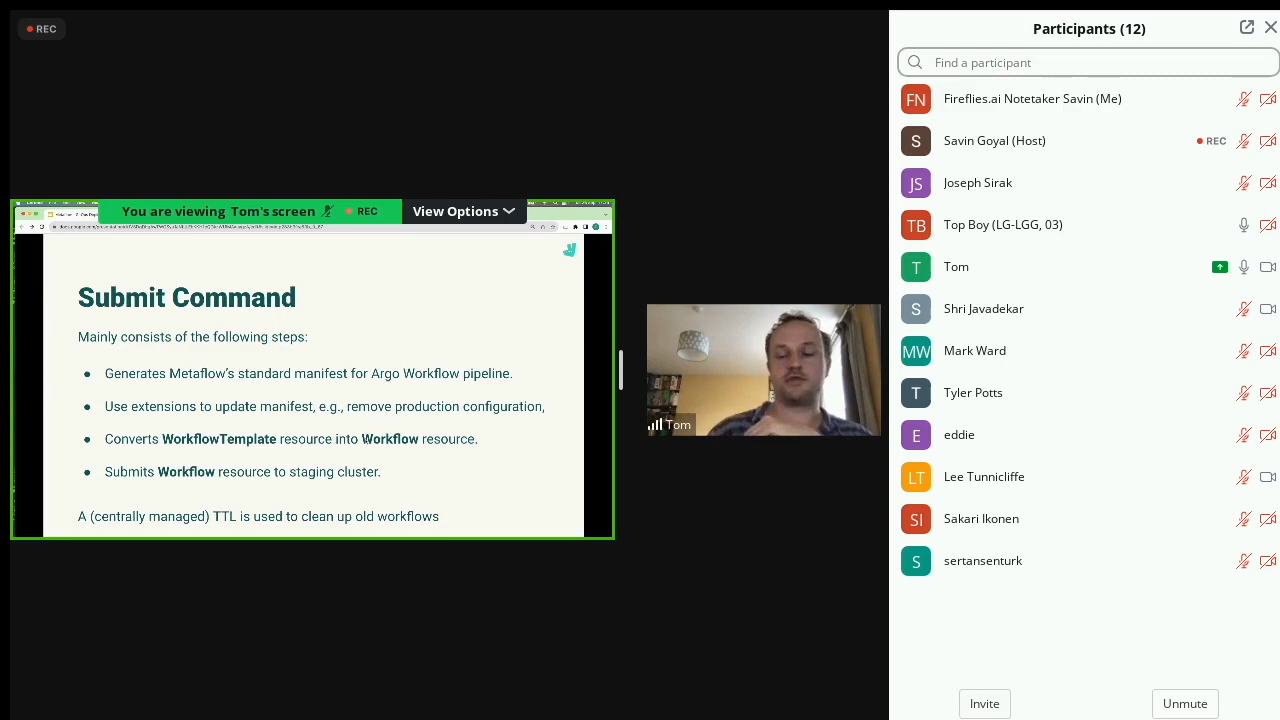 REC
Participants (12)
Find a participant
FN Fireflies.ai Notetaker Savin (Me)
S Savin Goyal (Host) REC
JS Joseph Sirak
TB Top Boy (LG-LGG, 03)
T Tom
S Shri Javadekar
MW Mark Ward
T Tyler Potts
E eddie
LT Lee Tunnicliffe
SI Sakari Ikonen
S sertansenturk
Invite
Unmute
You are viewing Tom's screen REC View Options
Submit Command
Mainly consists of the following steps:
● Generates Metaflow's standard manifest for Argo Workflow pipeline.
● Use extensions to update manifest, e.g., remove production configuration,
● Converts WorkflowTemplate resource into Workflow resource.
● Submits Workflow resource to staging cluster.
A (centrally managed) TTL is used to clean up old workflows
Tom